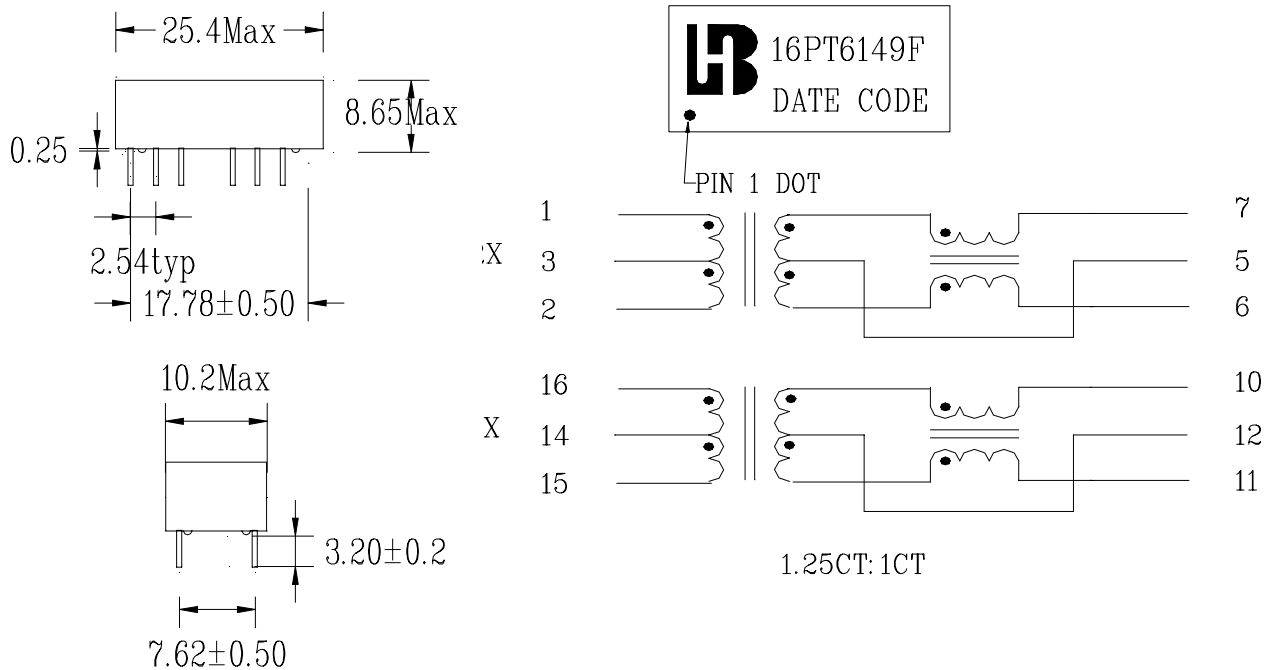 25.4Max
8.65Max
0.25
2.54typ
17.78±0.50
10.2Max
3.20±0.2
7.62±0.50
16PT6149F
DATE CODE
PIN 1 DOT
1
7
X 3
5
2
6
16
10
X 14
12
15
11
1.25CT:1CT